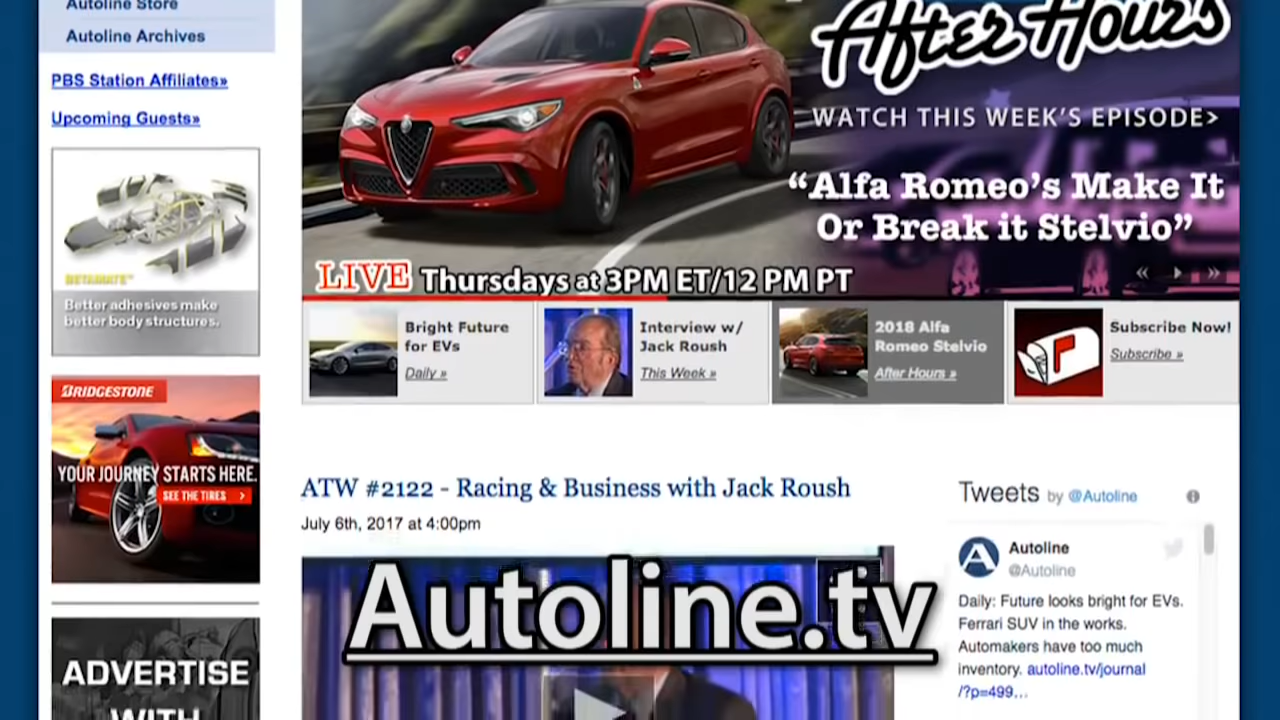 Autoline Store
Autoline Archives
PBS Station Affiliates»
Upcoming Guests»
BETAMATE™
Better adhesives make
better body structures.
BRIDGESTONE
YOUR JOURNEY STARTS HERE.
SEE THE TIRES >
ADVERTISE
WITH
After Hours
WATCH THIS WEEK'S EPISODE>
“Alfa Romeo’s Make It
Or Break it Stelvio”
LIVE Thursdays at 3PM ET/12 PM PT
Bright Future
for EVs
Daily »
Interview w/
Jack Roush
This Week »
2018 Alfa
Romeo Stelvio
After Hours »
Subscribe Now!
Subscribe »
ATW #2122 - Racing & Business with Jack Roush
July 6th, 2017 at 4:00pm
Autoline.tv
Tweets by @Autoline
Autoline
@Autoline
Daily: Future looks bright for EVs.
Ferrari SUV in the works.
Automakers have too much
inventory. autoline.tv/journal
/?p=499…